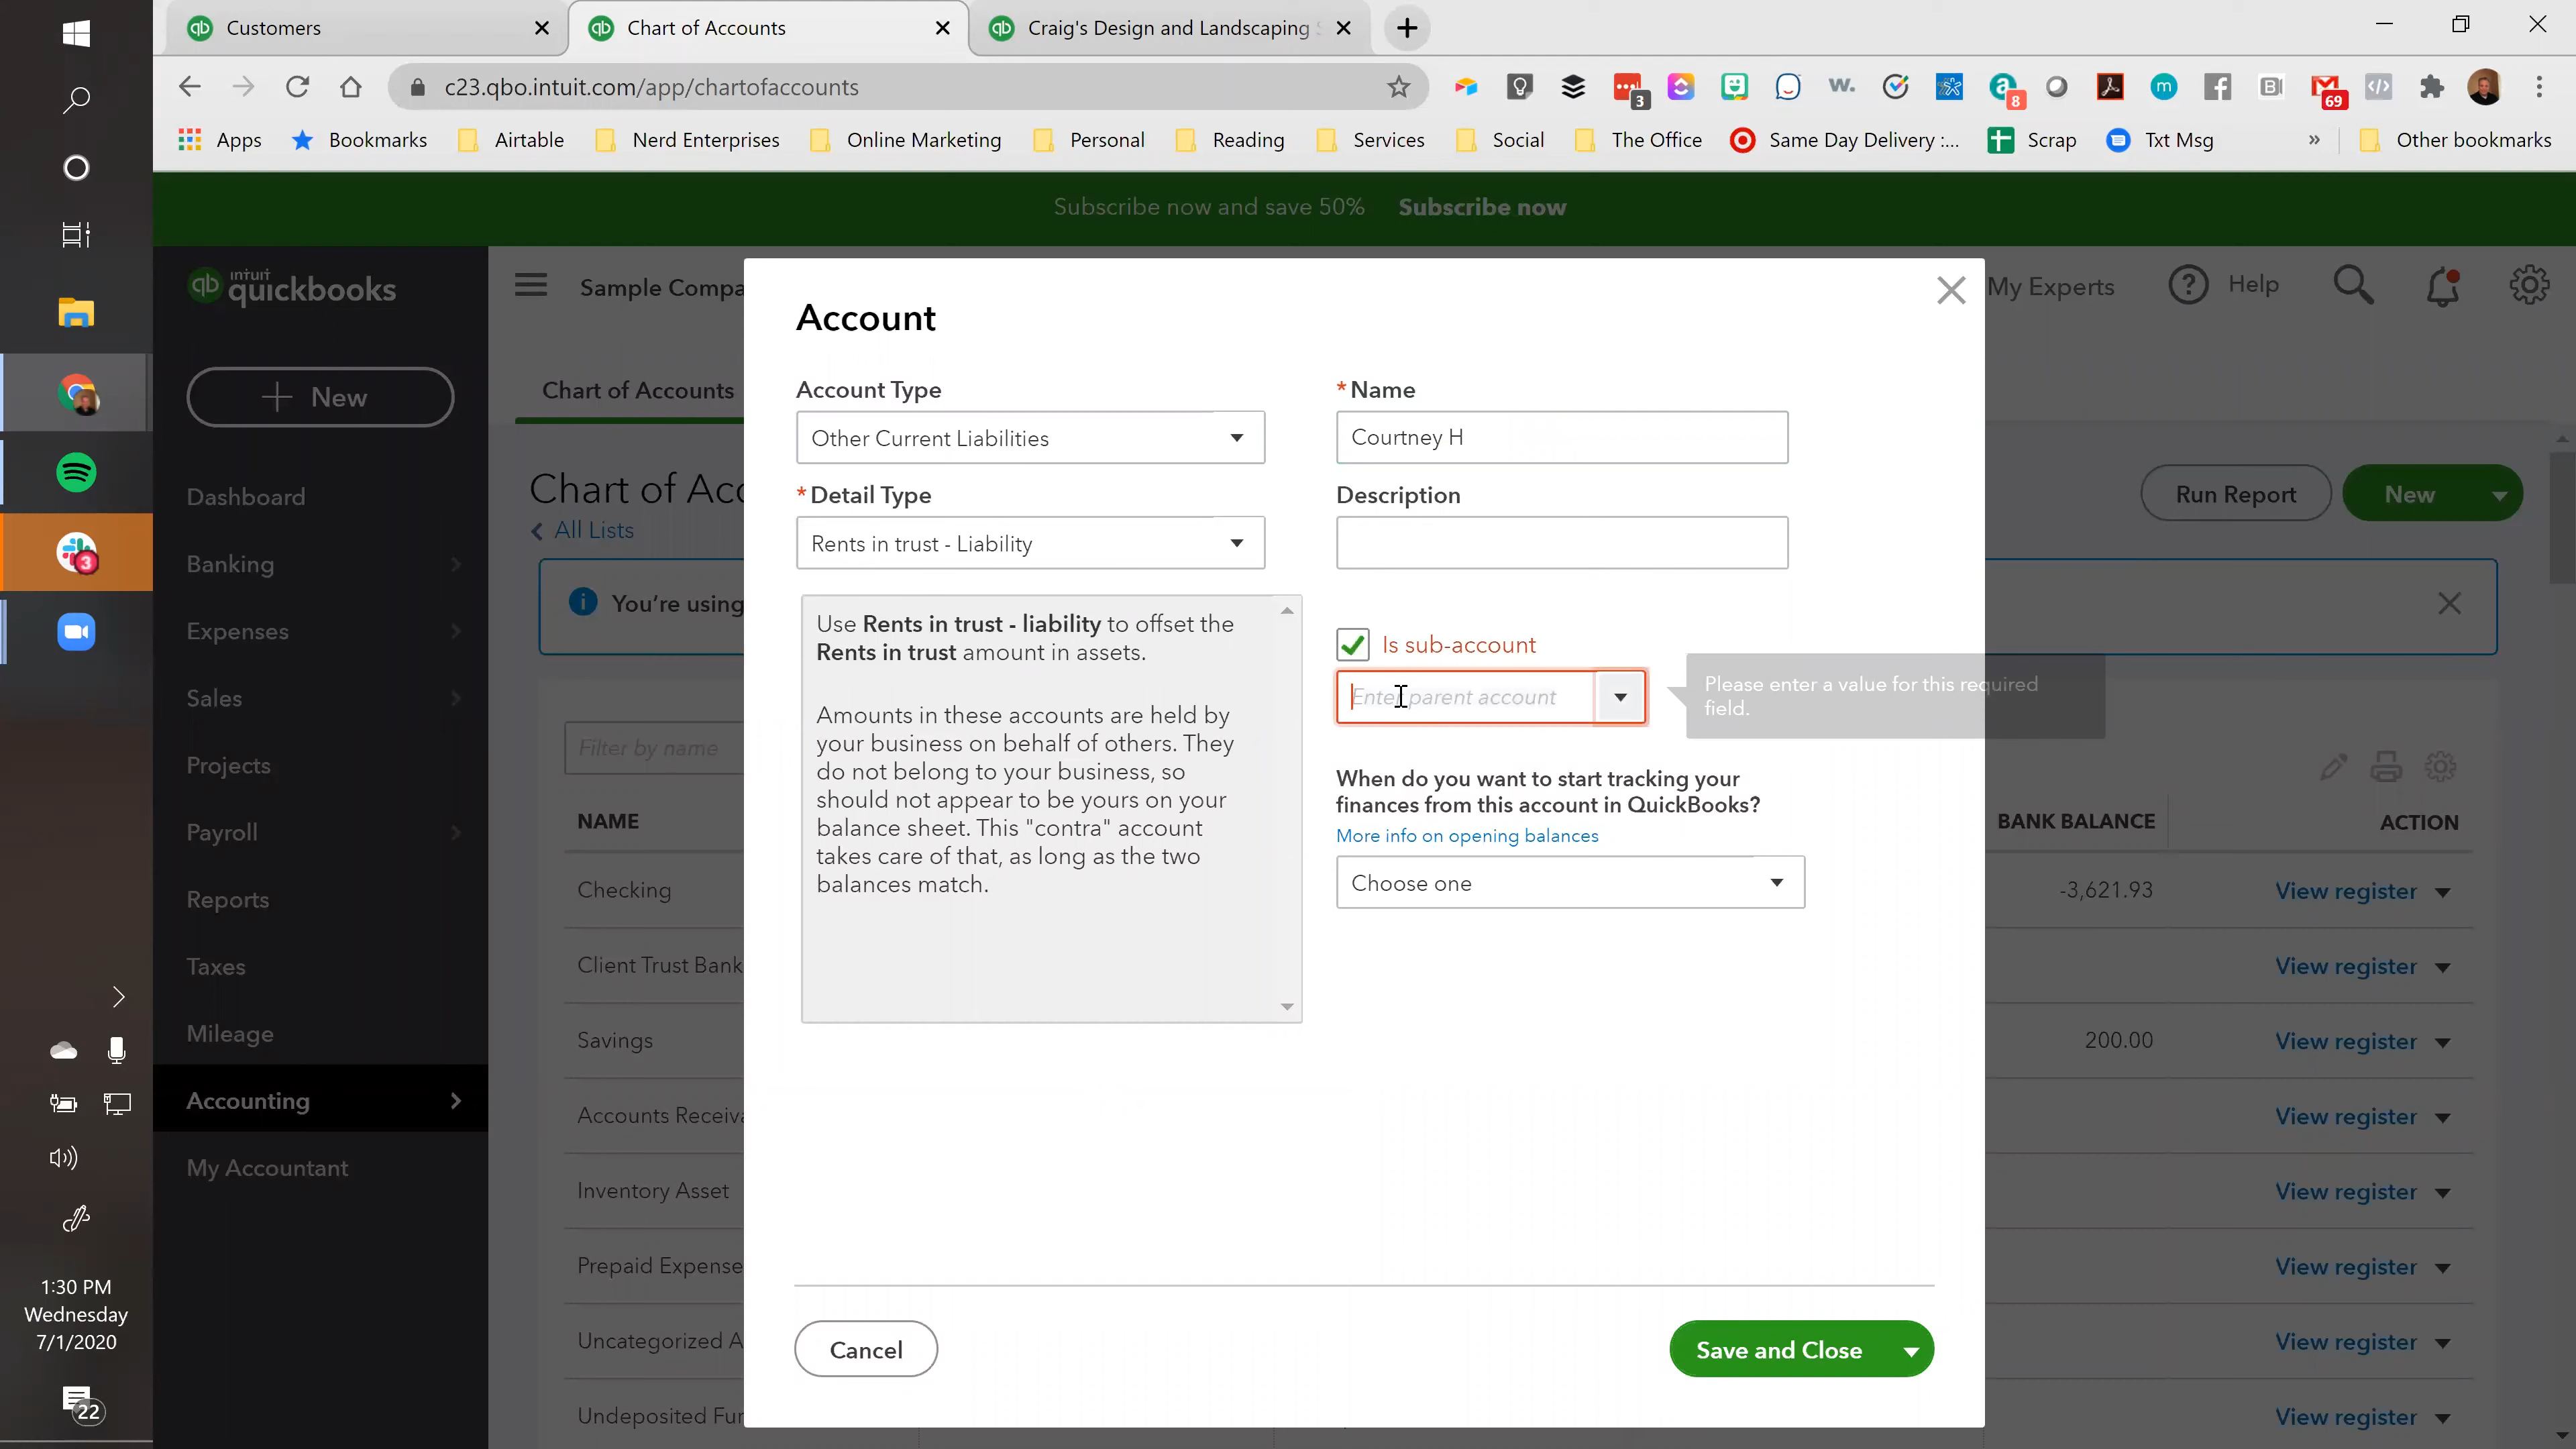 Customers
Chart of Accounts
Craig's Design and Landscaping S
c23.qbo.intuit.com/app/chartofaccounts
3
8
69
Apps
Bookmarks
Airtable
Nerd Enterprises
Online Marketing
Personal
Reading
Services
Social
The Office
Same Day Delivery :...
Scrap
Txt Msg
»
Other bookmarks
Subscribe now and save 50% Subscribe now
intuit
quickbooks
Sample Compa
My Experts
Help
New
Dashboard
Banking
Expenses
Sales
Projects
Payroll
Reports
Taxes
Mileage
Accounting
My Accountant
Chart of Accounts
Chart of Acc
All Lists
Run Report
New
You're using
Filter by name
NAME
BANK BALANCE
ACTION
Checking
-3,621.93
View register
Client Trust Bank
View register
Savings
200.00
View register
Accounts Receiva
View register
Inventory Asset
View register
Prepaid Expense
View register
Uncategorized A
View register
Undeposited Fun
View register
Account
Account Type
Other Current Liabilities
* Detail Type
Rents in trust - Liability
Use Rents in trust - liability to offset the
Rents in trust amount in assets.
Amounts in these accounts are held by
your business on behalf of others. They
do not belong to your business, so
should not appear to be yours on your
balance sheet. This "contra" account
takes care of that, as long as the two
balances match.
* Name
Courtney H
Description
Is sub-account
Enter parent account
Please enter a value for this required
field.
When do you want to start tracking your
finances from this account in QuickBooks?
More info on opening balances
Choose one
Cancel
Save and Close
3
1:30 PM
Wednesday
7/1/2020
22